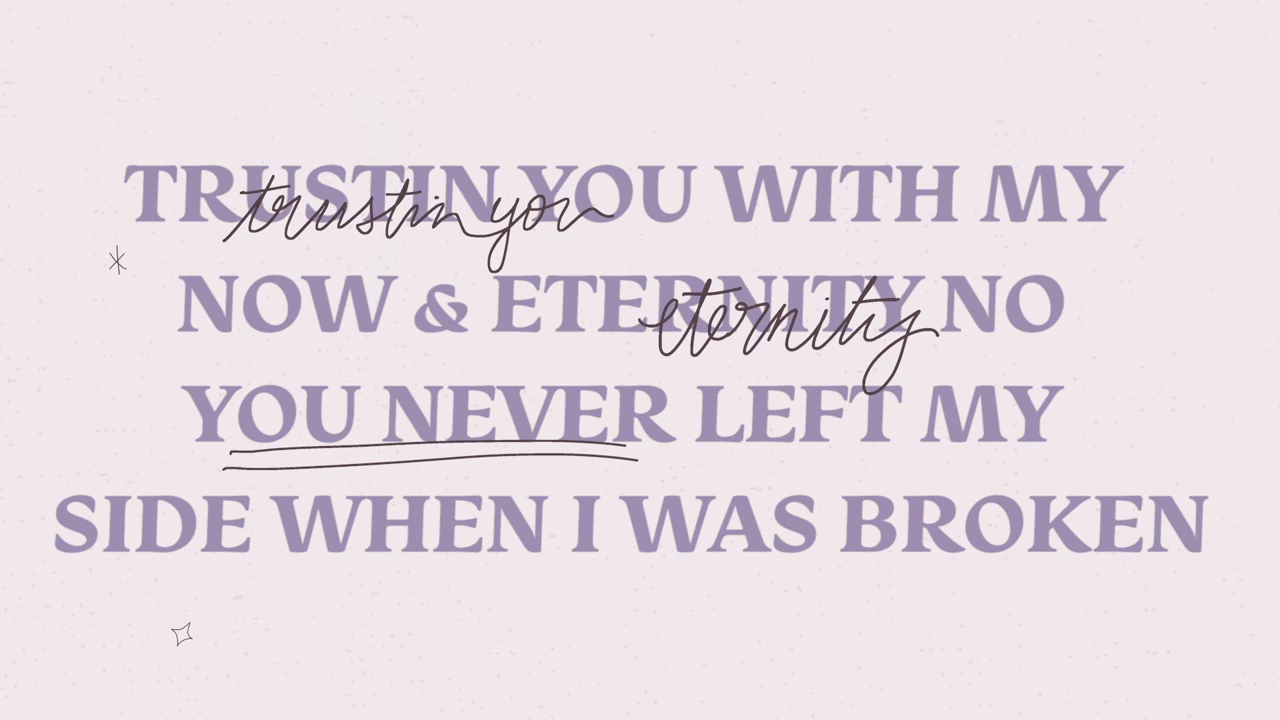 TRUSTIN YOU WITH MY
trustin you
NOW & ETERNITY NO
eternity
YOU NEVER LEFT MY
SIDE WHEN I WAS BROKEN